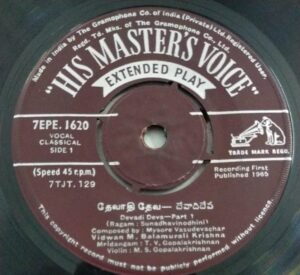 Made in India by The Gramophone Co. of India (Private) Ltd. Regd. User.
Regd. Td. Mks. of The Gramophone Co. Ltd.
"HIS MASTER'S VOICE"
EXTENDED PLAY
7EPE. 1620
VOCAL
CLASSICAL
SIDE 1
TRADE MARK REGD.
(Speed 45 r.p.m.)
7TJT. 129
Recording First
Published 1965
தேவாதி தேவ – దేవాదిదేవ
Devadi Deva—Part 1
(Ragam: Sunadhavinodhini)
Composed by : Mysore Vasudevachar
Vidwan M. Balamurali Krishna
Mridangam : T. V. Gopalakrishnan
Violin : M. S. Gopalakrishnan
This copyright record must not be publicly performed without licence.